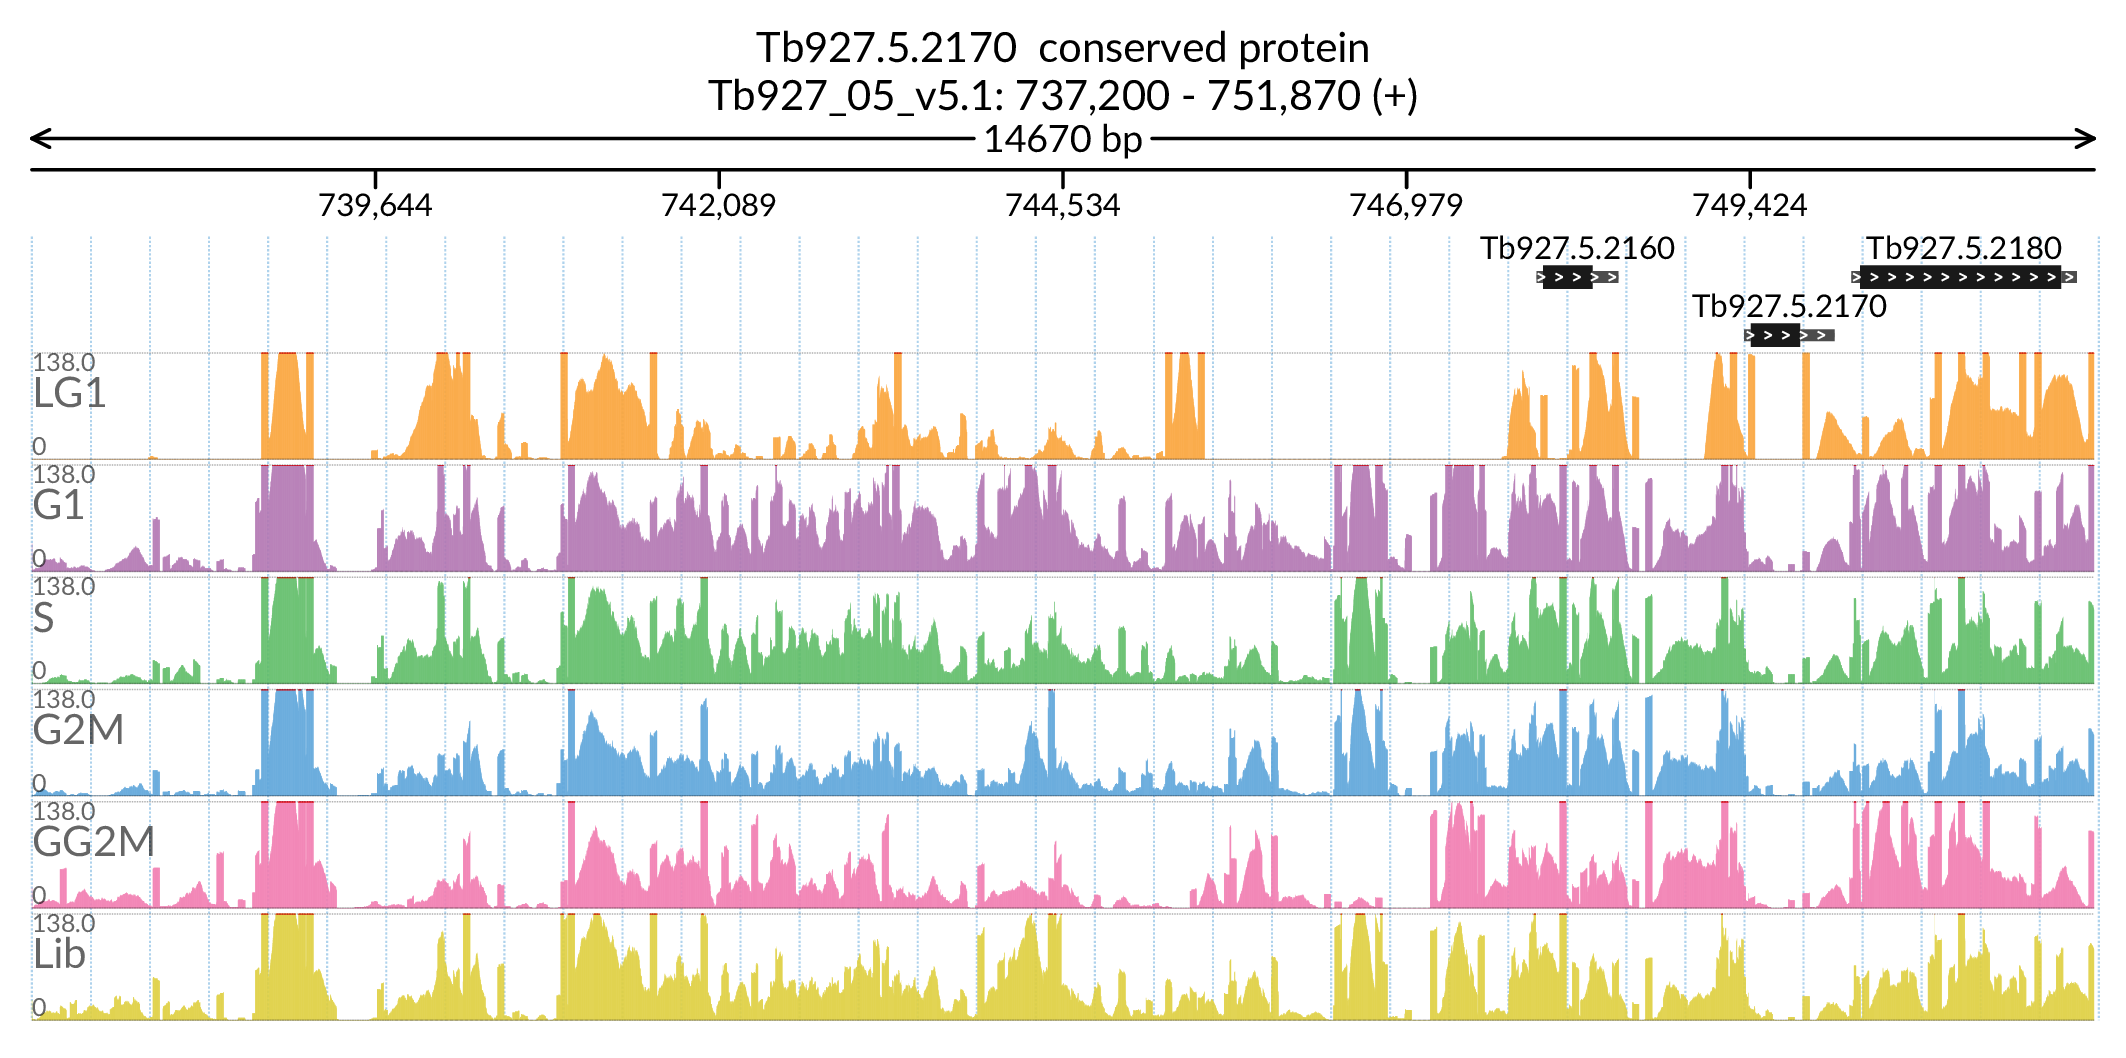 Tb927.5.2170  conserved protein
Tb927_05_v5.1: 737,200 - 751,870 (+)
14670 bp
739,644 742,089 744,534 746,979 749,424
Tb927.5.2160 Tb927.5.2180
Tb927.5.2170
138.0
LG1
0
138.0
G1
0
138.0
S
0
138.0
G2M
0
138.0
GG2M
0
138.0
Lib
0